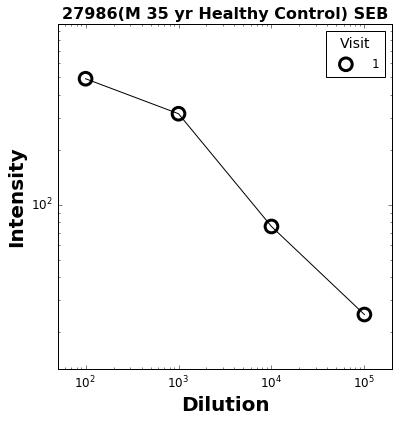 27986(M 35 yr Healthy Control) SEB
Visit
1
Intensity
10²
10² 10³ 10⁴ 10⁵
Dilution